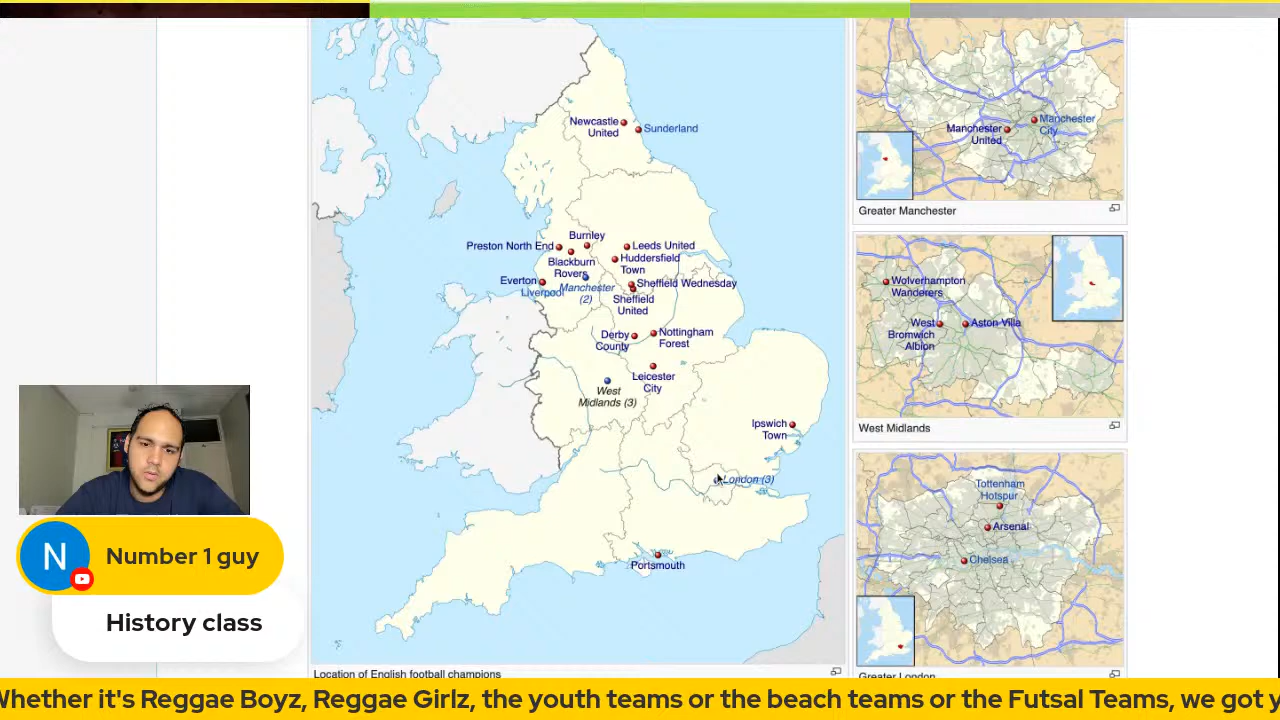 Newcastle
United
Sunderland
Burnley
Preston North End
Leeds United
Blackburn
Rovers
Huddersfield
Town
Everton
Liverpool
Manchester
(2)
Sheffield Wednesday
Sheffield
United
Derby
County
Nottingham
Forest
Leicester
City
West
Midlands (3)
Ipswich
Town
London (3)
Portsmouth
Location of English football champions
Manchester
United
Manchester
City
Greater Manchester
Wolverhampton
Wanderers
West
Bromwich
Albion
Aston Villa
West Midlands
Tottenham
Hotspur
Arsenal
Chelsea
Greater London
N
Number 1 guy
History class
Whether it's Reggae Boyz, Reggae Girlz, the youth teams or the beach teams or the Futsal Teams, we got y